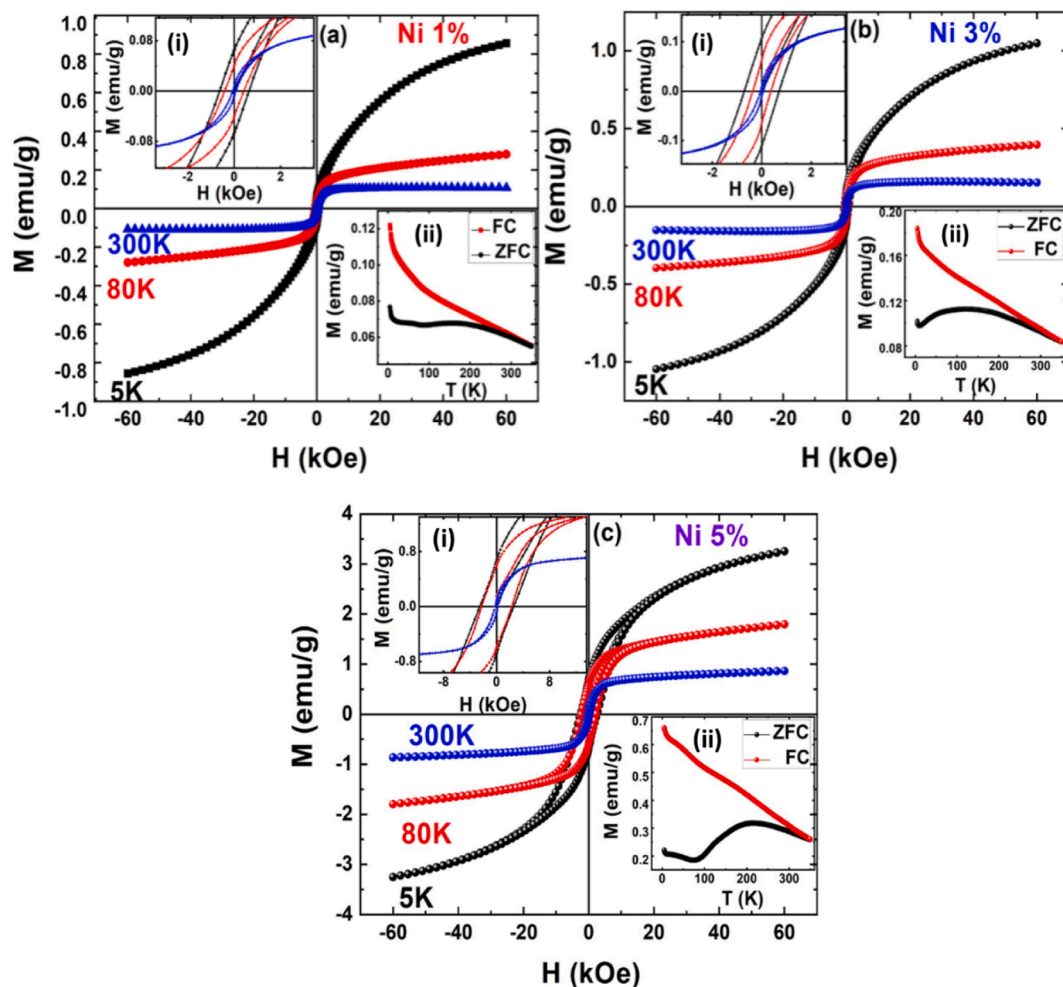 (a)
Ni 1%
M (emu/g)
1.0
0.8
0.6
0.4
0.2
0.0
-0.2
-0.4
-0.6
-0.8
-1.0
-60 -40 -20 0 20 40 60
H (kOe)
300K
80K
5K
(i)
M (emu/g)
0.08
0.00
-0.08
-2 0 2
H (kOe)
(ii)
FC
ZFC
M (emu/g)
0.12
0.10
0.08
0.06
0 100 200 300
T (K)
(b)
Ni 3%
M (emu/g)
1.0
0.5
0.0
-0.5
-1.0
-60 -40 -20 0 20 40 60
H (kOe)
300K
80K
5K
(i)
M (emu/g)
0.1
0.0
-0.1
-3 0 3
H (kOe)
(ii)
ZFC
FC
M (emu/g)
0.20
0.16
0.12
0.08
0 100 200 300
T (K)
(c)
Ni 5%
M (emu/g)
4
3
2
1
0
-1
-2
-3
-4
-60 -40 -20 0 20 40 60
H (kOe)
300K
80K
5K
(i)
M (emu/g)
0.8
0.0
-0.8
-8 0 8
H (kOe)
(ii)
ZFC
FC
M (emu/g)
0.7
0.6
0.5
0.4
0.3
0.2
0 100 200 300
T (K)